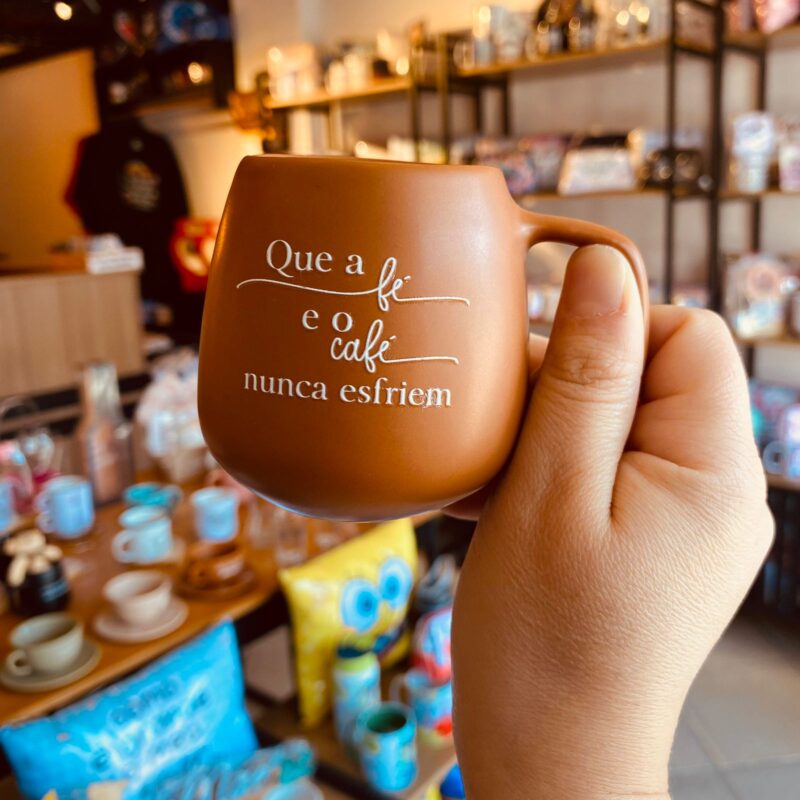 Que a fé
e o
café
nunca esfriem